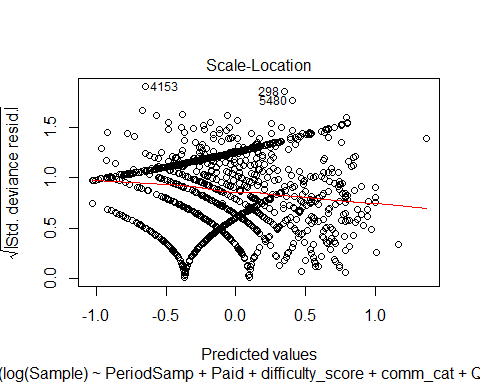 Scale-Location
4153
298
5480
√|Std. deviance resid.|
0.0 0.5 1.0 1.5
-1.0 -0.5 0.0 0.5 1.0
Predicted values
(log(Sample) ~ PeriodSamp + Paid + difficulty_score + comm_cat + Q